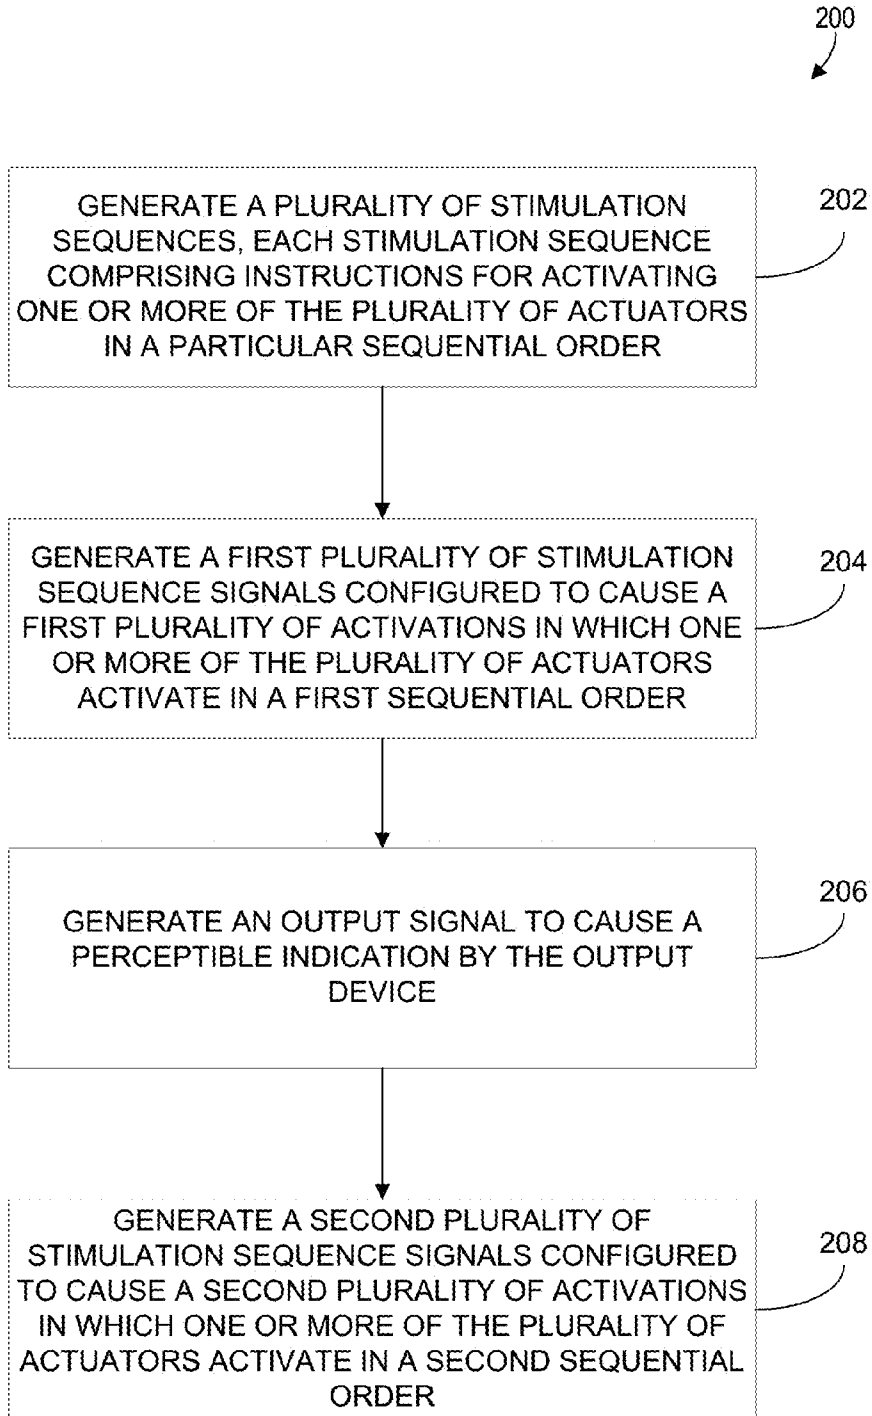 200
GENERATE A PLURALITY OF STIMULATION
SEQUENCES, EACH STIMULATION SEQUENCE
COMPRISING INSTRUCTIONS FOR ACTIVATING
ONE OR MORE OF THE PLURALITY OF ACTUATORS
IN A PARTICULAR SEQUENTIAL ORDER
202
GENERATE A FIRST PLURALITY OF STIMULATION
SEQUENCE SIGNALS CONFIGURED TO CAUSE A
FIRST PLURALITY OF ACTIVATIONS IN WHICH ONE
OR MORE OF THE PLURALITY OF ACTUATORS
ACTIVATE IN A FIRST SEQUENTIAL ORDER
204
GENERATE AN OUTPUT SIGNAL TO CAUSE A
PERCEPTIBLE INDICATION BY THE OUTPUT
DEVICE
206
GENERATE A SECOND PLURALITY OF
STIMULATION SEQUENCE SIGNALS CONFIGURED
TO CAUSE A SECOND PLURALITY OF ACTIVATIONS
IN WHICH ONE OR MORE OF THE PLURALITY OF
ACTUATORS ACTIVATE IN A SECOND SEQUENTIAL
ORDER
208